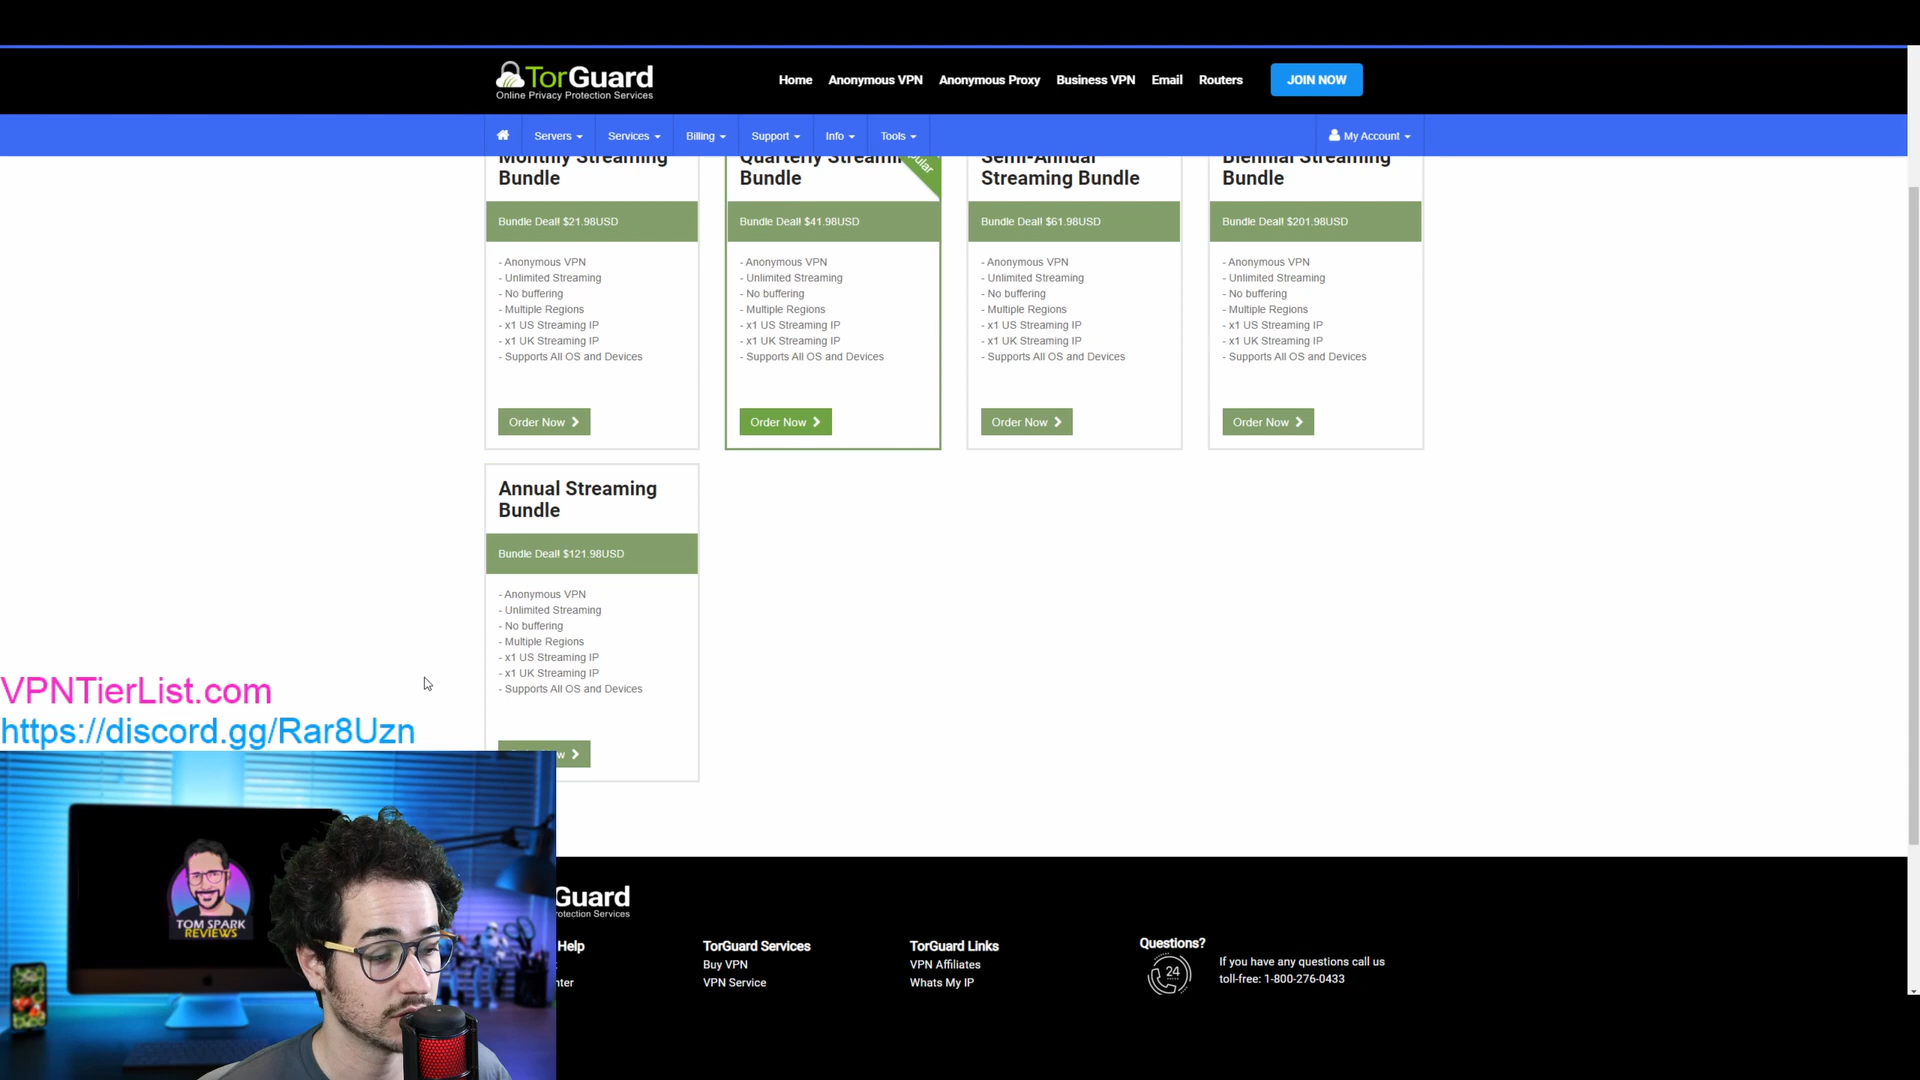 TorGuard
Online Privacy Protection Services
Home Anonymous VPN Anonymous Proxy Business VPN Email Routers JOIN NOW
Servers Services Billing Support Info Tools My Account
Monthly Streaming
Bundle
Bundle Deal! $21.98USD
- Anonymous VPN
- Unlimited Streaming
- No buffering
- Multiple Regions
- x1 US Streaming IP
- x1 UK Streaming IP
- Supports All OS and Devices
Order Now
Quarterly
Bundle
Bundle Deal! $41.98USD
- Anonymous VPN
- Unlimited Streaming
- No buffering
- Multiple Regions
- x1 US Streaming IP
- x1 UK Streaming IP
- Supports All OS and Devices
Order Now
Semi-Annual
Streaming Bundle
Bundle Deal! $61.98USD
- Anonymous VPN
- Unlimited Streaming
- No buffering
- Multiple Regions
- x1 US Streaming IP
- x1 UK Streaming IP
- Supports All OS and Devices
Order Now
Biennial Streaming
Bundle
Bundle Deal! $201.98USD
- Anonymous VPN
- Unlimited Streaming
- No buffering
- Multiple Regions
- x1 US Streaming IP
- x1 UK Streaming IP
- Supports All OS and Devices
Order Now
Annual Streaming
Bundle
Bundle Deal! $121.98USD
- Anonymous VPN
- Unlimited Streaming
- No buffering
- Multiple Regions
- x1 US Streaming IP
- x1 UK Streaming IP
- Supports All OS and Devices
VPNTierList.com
https://discord.gg/Rar8Uzn
TOM SPARK
REVIEWS
Guard
Services
Help
TorGuard Services
Buy VPN
VPN Service
TorGuard Links
VPN Affiliates
Whats My IP
Questions?
24
If you have any questions call us
toll-free: 1-800-276-0433